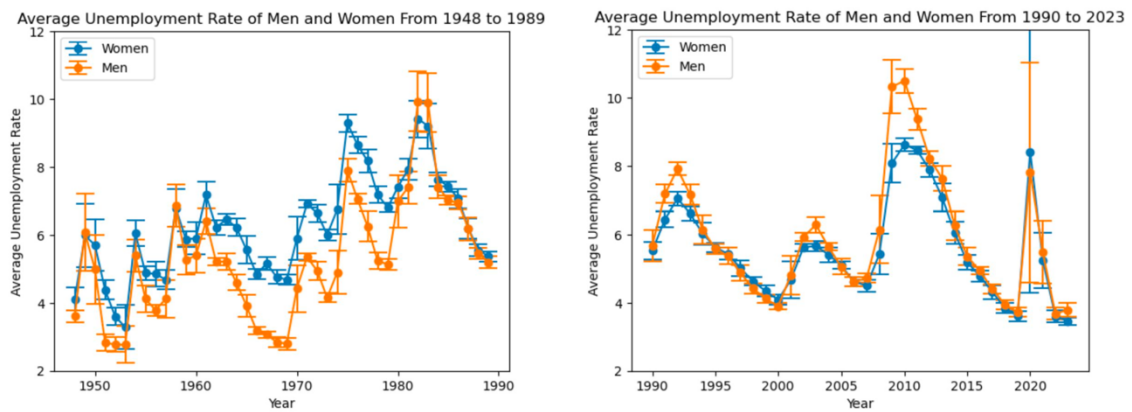 Average Unemployment Rate of Men and Women From 1948 to 1989
12
10
8
6
4
2
Average Unemployment Rate
Women
Men
1950
1960
1970
1980
1990
Year
Average Unemployment Rate of Men and Women From 1990 to 2023
12
10
8
6
4
2
Average Unemployment Rate
Women
Men
1990
1995
2000
2005
2010
2015
2020
Year